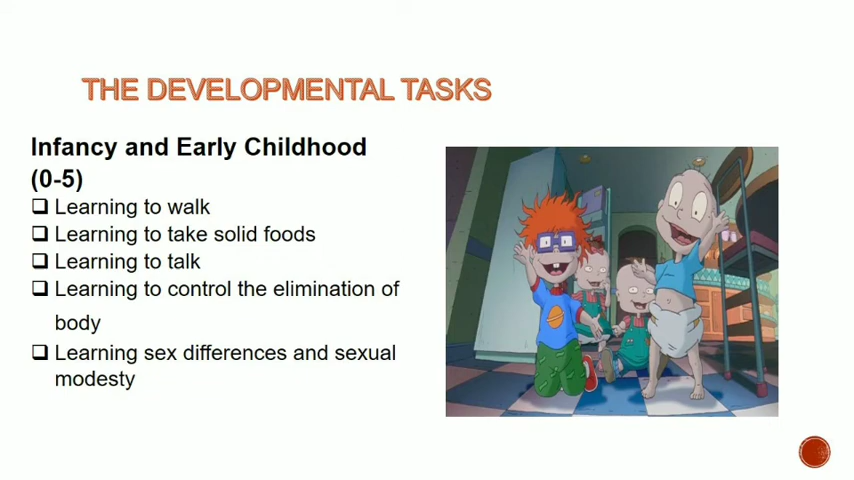 THE DEVELOPMENTAL TASKS
Infancy and Early Childhood
(0-5)
❑ Learning to walk
❑ Learning to take solid foods
❑ Learning to talk
❑ Learning to control the elimination of
body
❑ Learning sex differences and sexual
modesty